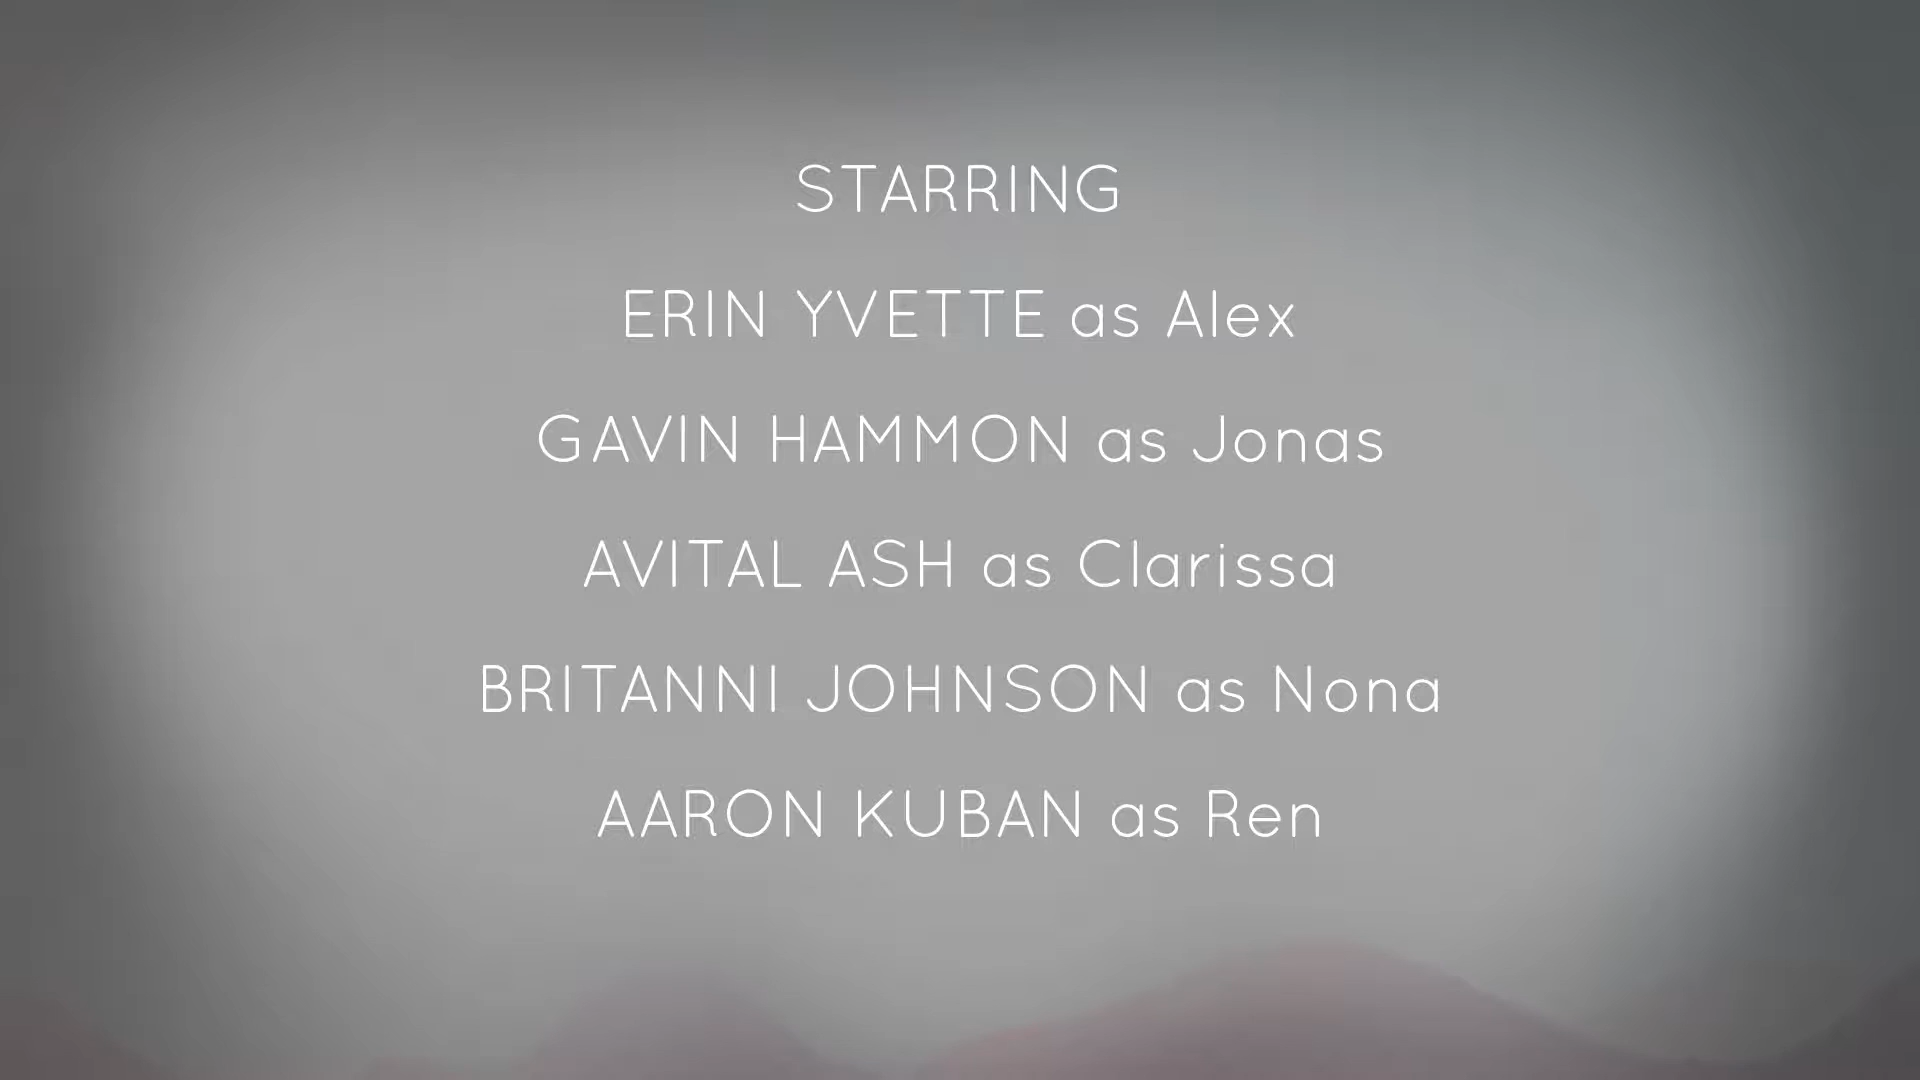 STARRING
ERIN YVETTE as Alex
GAVIN HAMMON as Jonas
AVITAL ASH as Clarissa
BRITANNI JOHNSON as Nona
AARON KUBAN as Ren